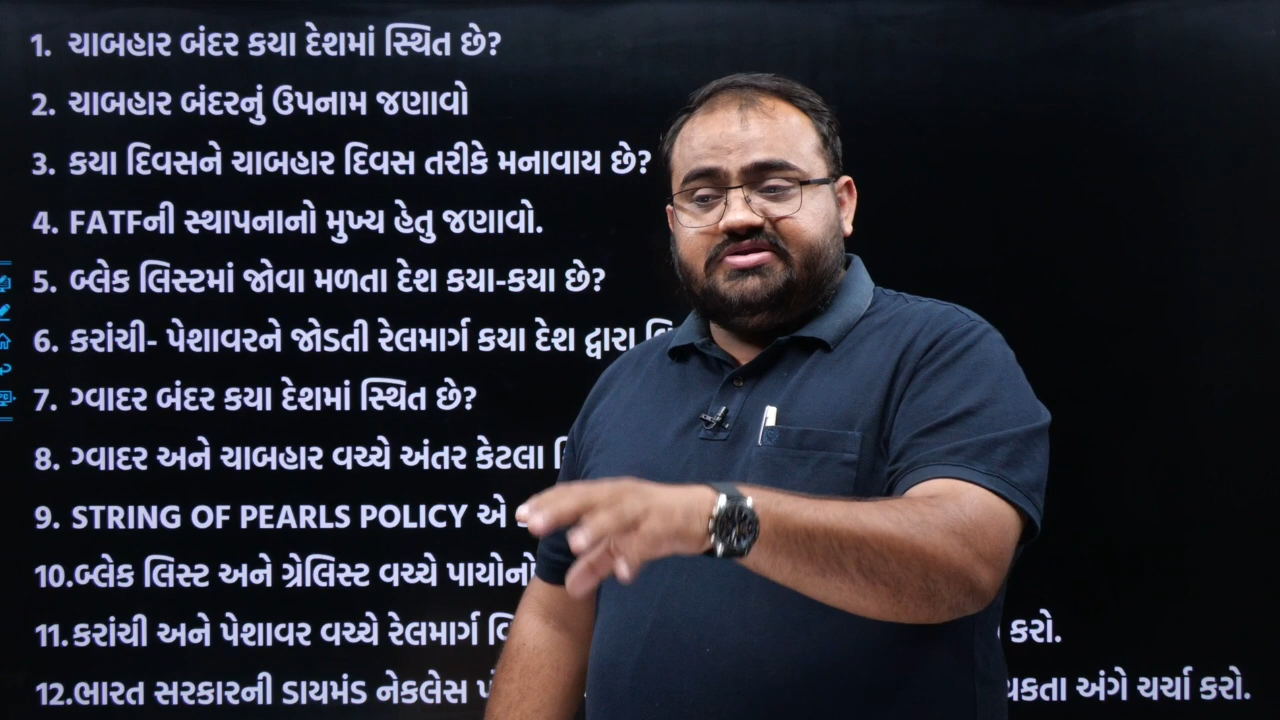 1. ચાબહાર બંદર કયા દેશમાં સ્થિત છે?
2. ચાબહાર બંદરનું ઉપનામ જણાવો
3. કયા દિવસને ચાબહાર દિવસ તરીકે મનાવાય છે?
4. FATFની સ્થાપનાનો મુખ્ય હેતુ જણાવો.
5. બ્લેક લિસ્ટમાં જોવા મળતા દેશ કયા-કયા છે?
6. કરાંચી- પેશાવરને જોડતી રેલમાર્ગ કયા દેશ દ્વારા
7. ગ્વાદર બંદર કયા દેશમાં સ્થિત છે?
8. ગ્વાદર અને ચાબહાર વચ્ચે અંતર કેટલા
9. STRING OF PEARLS POLICY એ
10.બ્લેક લિસ્ટ અને ગ્રેલિસ્ટ વચ્ચે પાયોનો
11.કરાંચી અને પેશાવર વચ્ચે રેલમાર્ગ કરો.
12.ભારત સરકારની ડાયમંડ નેકલેસ અંગે ચર્ચા કરો.